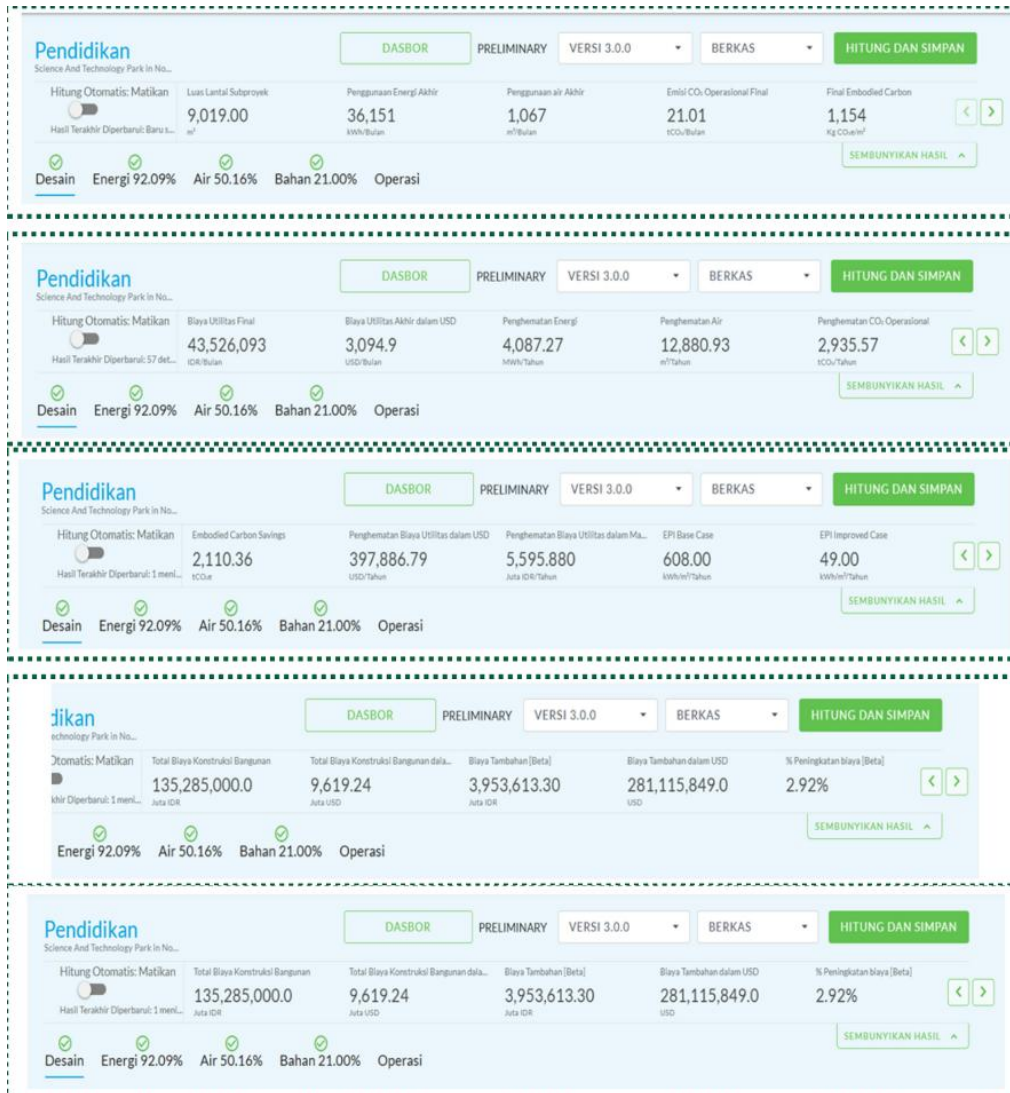 Pendidikan
Science And Technology Park in No...
DASBOR PRELIMINARY VERSI 3.0.0 BERKAS HITUNG DAN SIMPAN
Hitung Otomatis: Matikan Luas Lantai Subproyek Penggunaan Energi Akhir Penggunaan air Akhir Emisi CO₂ Operasional Final Final Embodied Carbon
9,019.00 36,151 1,067 21.01 1,154
Hasil Terakhir Diperbarui: Baru s... m² kWh/Bulan m³/Bulan tCO₂/Bulan Kg CO₂e/m²
SEMBUNYIKAN HASIL
Desain Energi 92.09% Air 50.16% Bahan 21.00% Operasi
Pendidikan
Science And Technology Park in No...
DASBOR PRELIMINARY VERSI 3.0.0 BERKAS HITUNG DAN SIMPAN
Hitung Otomatis: Matikan Biaya Utilitas Final Biaya Utilitas Akhir dalam USD Penghematan Energi Penghematan Air Penghematan CO₂ Operasional
43,526,093 3,094.9 4,087.27 12,880.93 2,935.57
Hasil Terakhir Diperbarui: 57 det... IDR/Bulan USD/Bulan MWh/Tahun m³/Tahun tCO₂/Tahun
SEMBUNYIKAN HASIL
Desain Energi 92.09% Air 50.16% Bahan 21.00% Operasi
Pendidikan
Science And Technology Park in No...
DASBOR PRELIMINARY VERSI 3.0.0 BERKAS HITUNG DAN SIMPAN
Hitung Otomatis: Matikan Embodied Carbon Savings Penghematan Biaya Utilitas dalam USD Penghematan Biaya Utilitas dalam Ma... EPI Base Case EPI Improved Case
2,110.36 397,886.79 5,595.880 608.00 49.00
Hasil Terakhir Diperbarui: 1 meni... tCO₂e USD/Tahun Juta IDR/Tahun kWh/m²/Tahun kWh/m²/Tahun
SEMBUNYIKAN HASIL
Desain Energi 92.09% Air 50.16% Bahan 21.00% Operasi
dikan
echnology Park in No...
DASBOR PRELIMINARY VERSI 3.0.0 BERKAS HITUNG DAN SIMPAN
Otomatis: Matikan Total Biaya Konstruksi Bangunan Total Biaya Konstruksi Bangunan dala... Biaya Tambahan [Beta] Biaya Tambahan dalam USD % Peningkatan biaya [Beta]
135,285,000.0 9,619.24 3,953,613.30 281,115,849.0 2.92%
khir Diperbarui: 1 meni... Juta IDR Juta USD Juta IDR USD
SEMBUNYIKAN HASIL
Energi 92.09% Air 50.16% Bahan 21.00% Operasi
Pendidikan
Science And Technology Park in No...
DASBOR PRELIMINARY VERSI 3.0.0 BERKAS HITUNG DAN SIMPAN
Hitung Otomatis: Matikan Total Biaya Konstruksi Bangunan Total Biaya Konstruksi Bangunan dala... Biaya Tambahan [Beta] Biaya Tambahan dalam USD % Peningkatan biaya [Beta]
135,285,000.0 9,619.24 3,953,613.30 281,115,849.0 2.92%
Hasil Terakhir Diperbarui: 1 meni... Juta IDR Juta USD Juta IDR USD
SEMBUNYIKAN HASIL
Desain Energi 92.09% Air 50.16% Bahan 21.00% Operasi